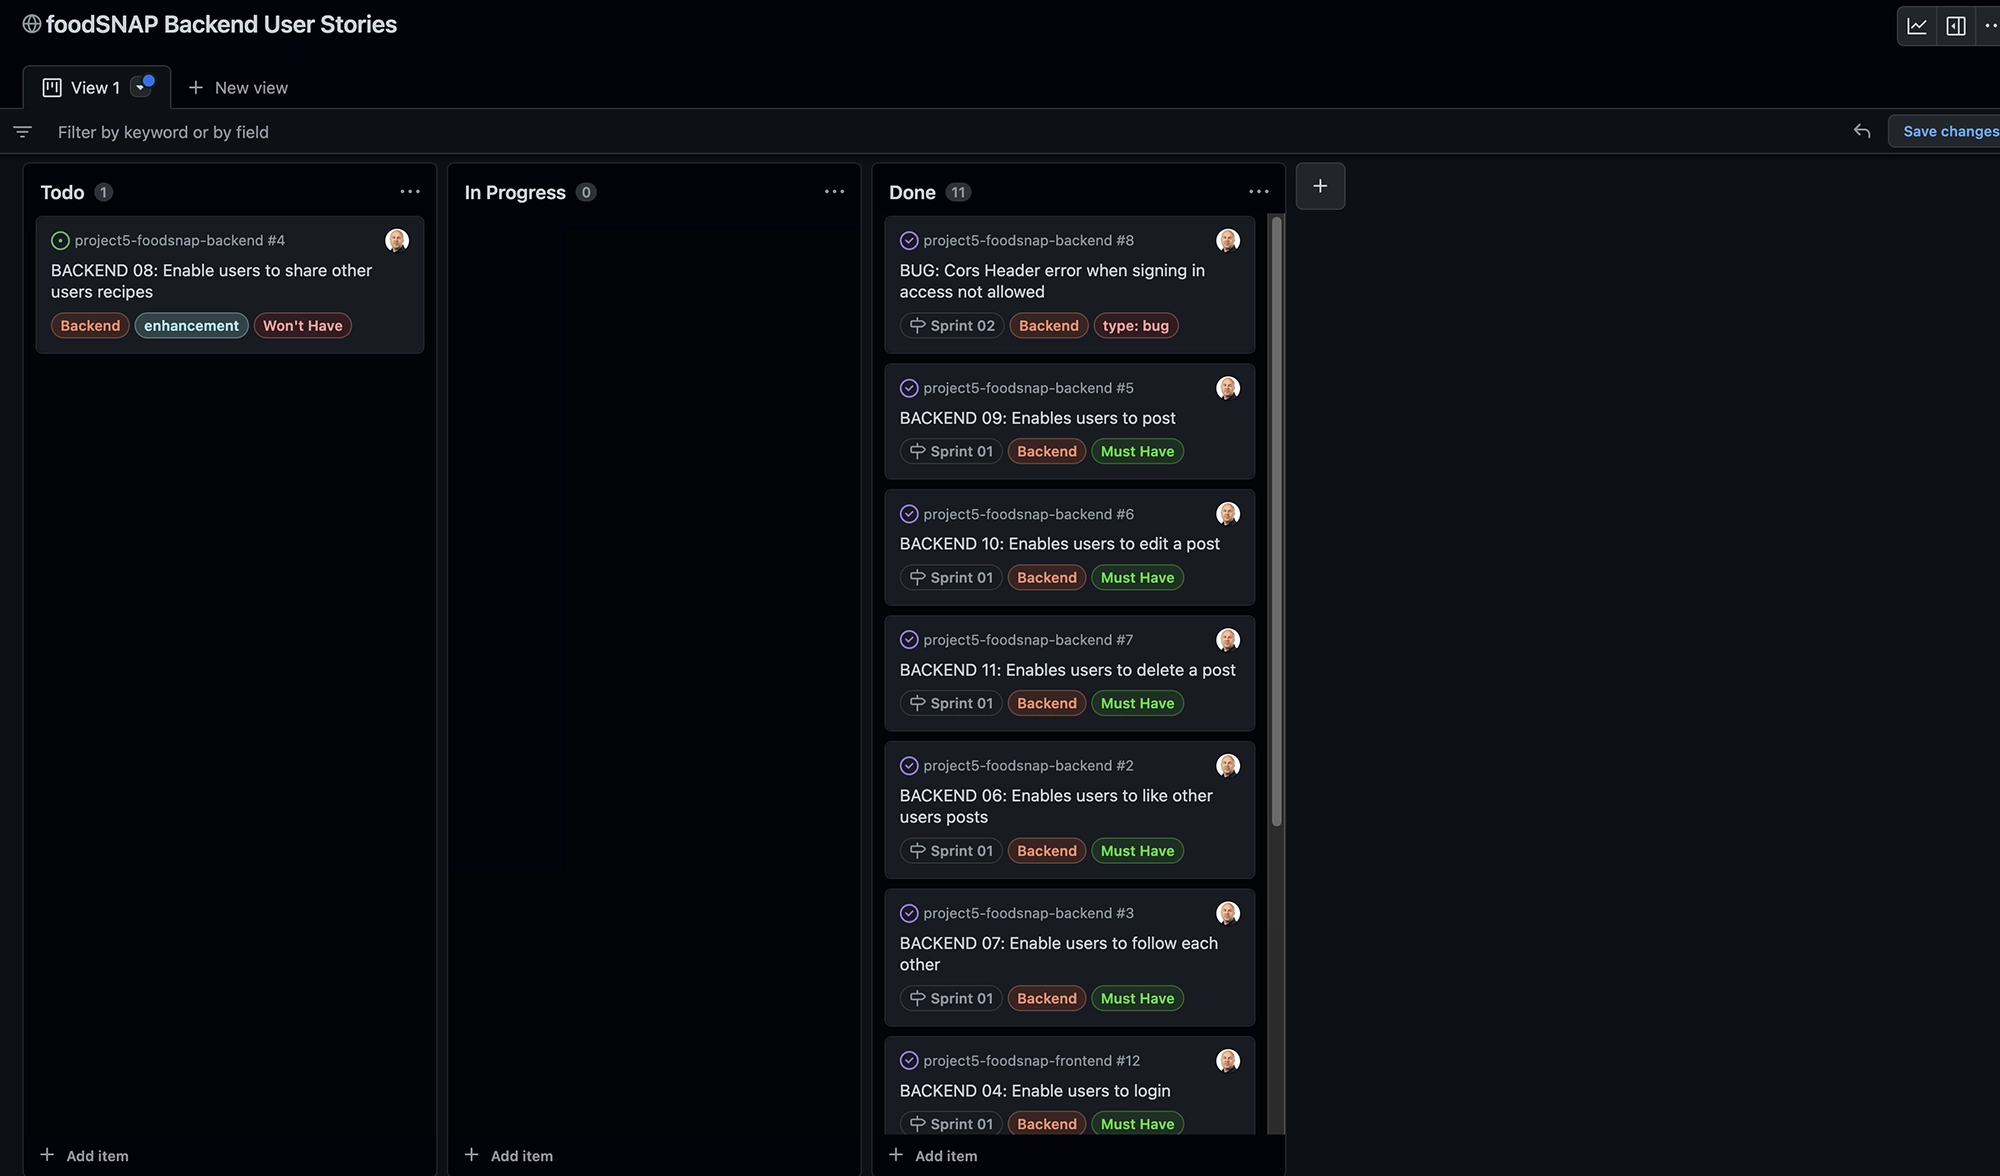 foodSNAP Backend User Stories
View 1
New view
Filter by keyword or by field
Save changes
Todo 1
project5-foodsnap-backend #4
BACKEND 08: Enable users to share other
users recipes
Backend enhancement Won't Have
Add item
In Progress 0
Add item
Done 11
project5-foodsnap-backend #8
BUG: Cors Header error when signing in
access not allowed
Sprint 02 Backend type: bug
project5-foodsnap-backend #5
BACKEND 09: Enables users to post
Sprint 01 Backend Must Have
project5-foodsnap-backend #6
BACKEND 10: Enables users to edit a post
Sprint 01 Backend Must Have
project5-foodsnap-backend #7
BACKEND 11: Enables users to delete a post
Sprint 01 Backend Must Have
project5-foodsnap-backend #2
BACKEND 06: Enables users to like other
users posts
Sprint 01 Backend Must Have
project5-foodsnap-backend #3
BACKEND 07: Enable users to follow each
other
Sprint 01 Backend Must Have
project5-foodsnap-frontend #12
BACKEND 04: Enable users to login
Sprint 01 Backend Must Have
Add item